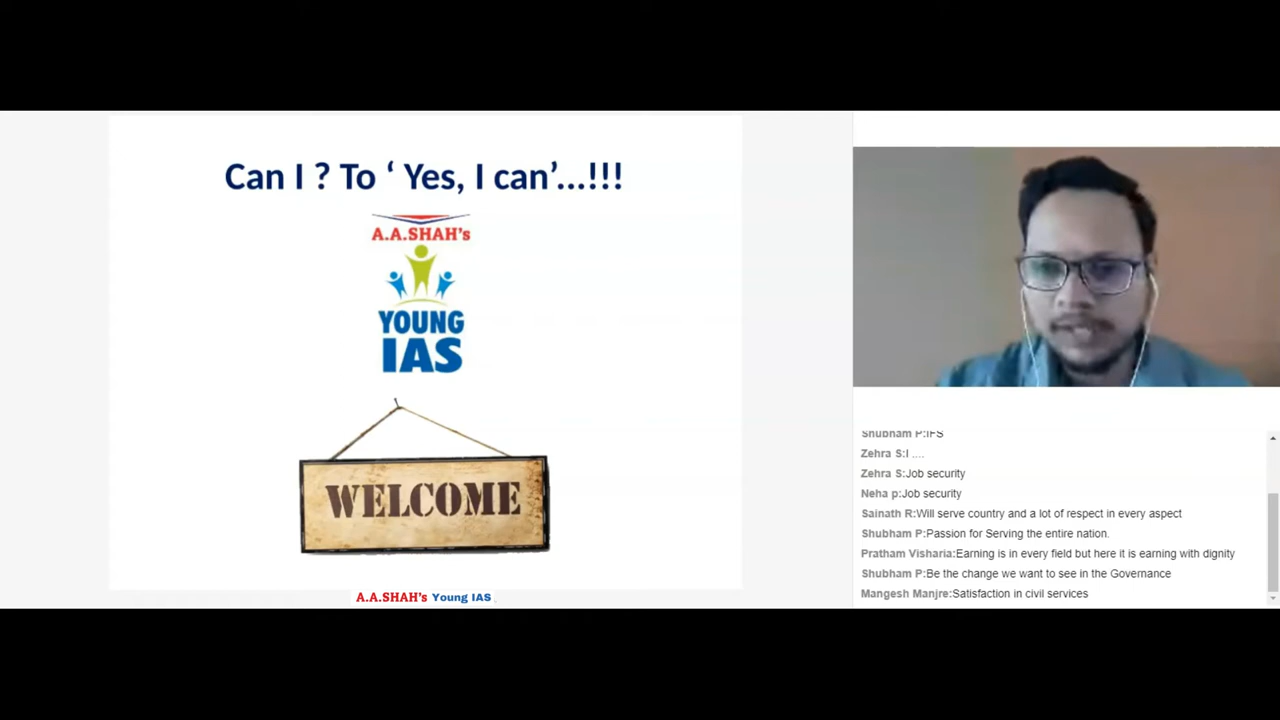 Can I ? To ‘ Yes, I can’...!!!
A.A.SHAH's
YOUNG
IAS
WELCOME
A.A.SHAH's Young IAS
Shubham P:IFS
Zehra S:I ....
Zehra S:Job security
Neha p:Job security
Sainath R:Will serve country and a lot of respect in every aspect
Shubham P:Passion for Serving the entire nation.
Pratham Visharia:Earning is in every field but here it is earning with dignity
Shubham P:Be the change we want to see in the Governance
Mangesh Manjre:Satisfaction in civil services